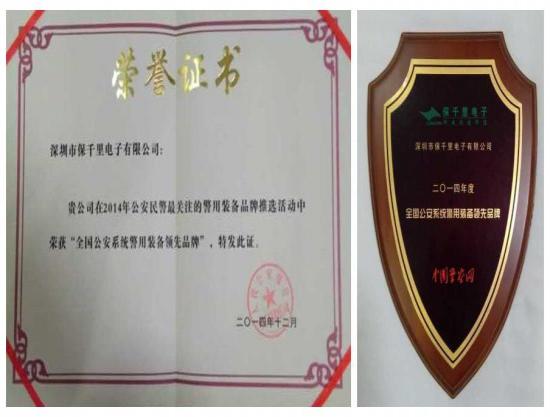 荣誉证书
深圳市保千里电子有限公司:
贵公司在2014年公安民警最关注的警用装备品牌推选活动中
荣获“全国公安系统警用装备领先品牌”，特发此证。
二〇一四年十二月
保千里电子
深圳市保千里电子有限公司
二〇一四年度
全国公安系统警用装备领先品牌
中国警察网